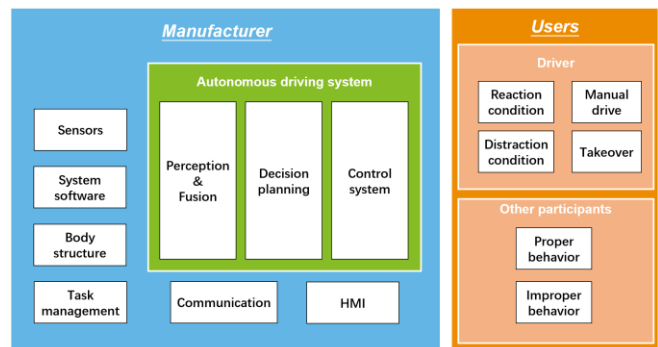 Manufacturer
Autonomous driving system
Sensors
System
software
Body
structure
Task
management
Perception
&
Fusion
Decision
planning
Control
system
Communication
HMI
Users
Driver
Reaction
condition
Manual
drive
Distraction
condition
Takeover
Other participants
Proper
behavior
Improper
behavior